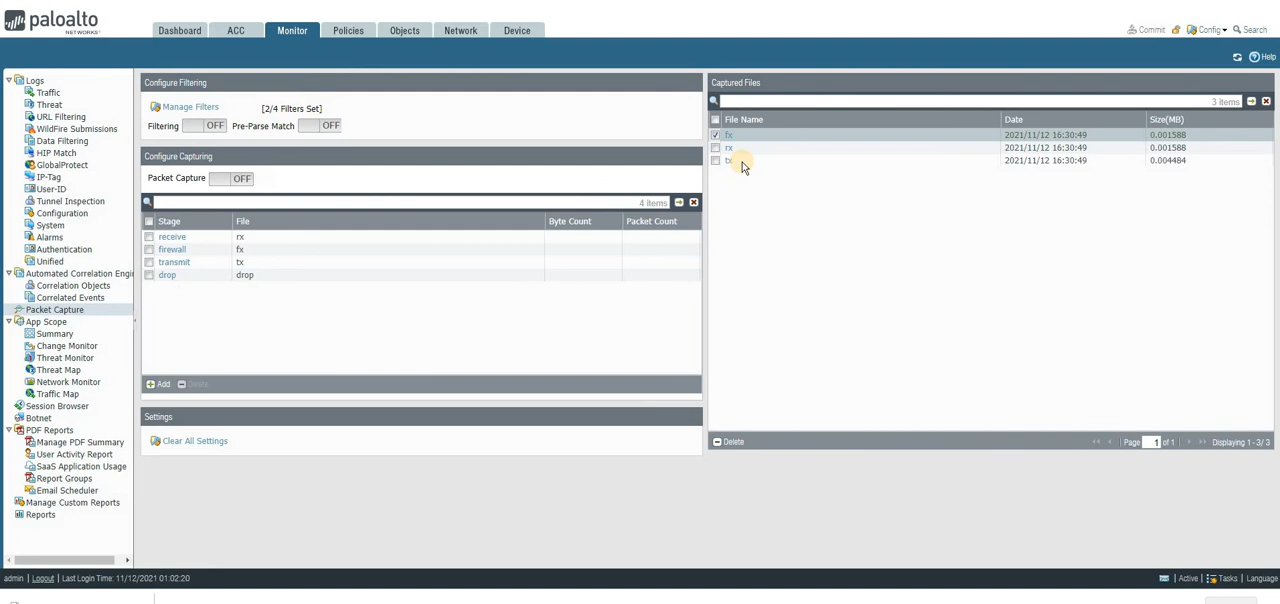 paloalto
NETWORKS
Dashboard ACC Monitor Policies Objects Network Device
Commit Config Search
Help
Logs
Traffic
Threat
URL Filtering
WildFire Submissions
Data Filtering
HIP Match
GlobalProtect
IP-Tag
User-ID
Tunnel Inspection
Configuration
System
Alarms
Authentication
Unified
Automated Correlation Engi
Correlation Objects
Correlated Events
Packet Capture
App Scope
Summary
Change Monitor
Threat Monitor
Threat Map
Network Monitor
Traffic Map
Session Browser
Botnet
PDF Reports
Manage PDF Summary
User Activity Report
SaaS Application Usage
Report Groups
Email Scheduler
Manage Custom Reports
Reports
Configure Filtering
Manage Filters [2/4 Filters Set]
Filtering OFF Pre-Parse Match OFF
Configure Capturing
Packet Capture OFF
4 items
Stage File Byte Count Packet Count
receive rx
firewall fx
transmit tx
drop drop
Add Delete
Settings
Clear All Settings
Captured Files
3 items
File Name Date Size(MB)
fx 2021/11/12 16:30:49 0.001588
rx 2021/11/12 16:30:49 0.001588
tx 2021/11/12 16:30:49 0.004484
Delete Page 1 of 1 Displaying 1 - 3/ 3
admin Logout Last Login Time: 11/12/2021 01:02:20 Active Tasks Language